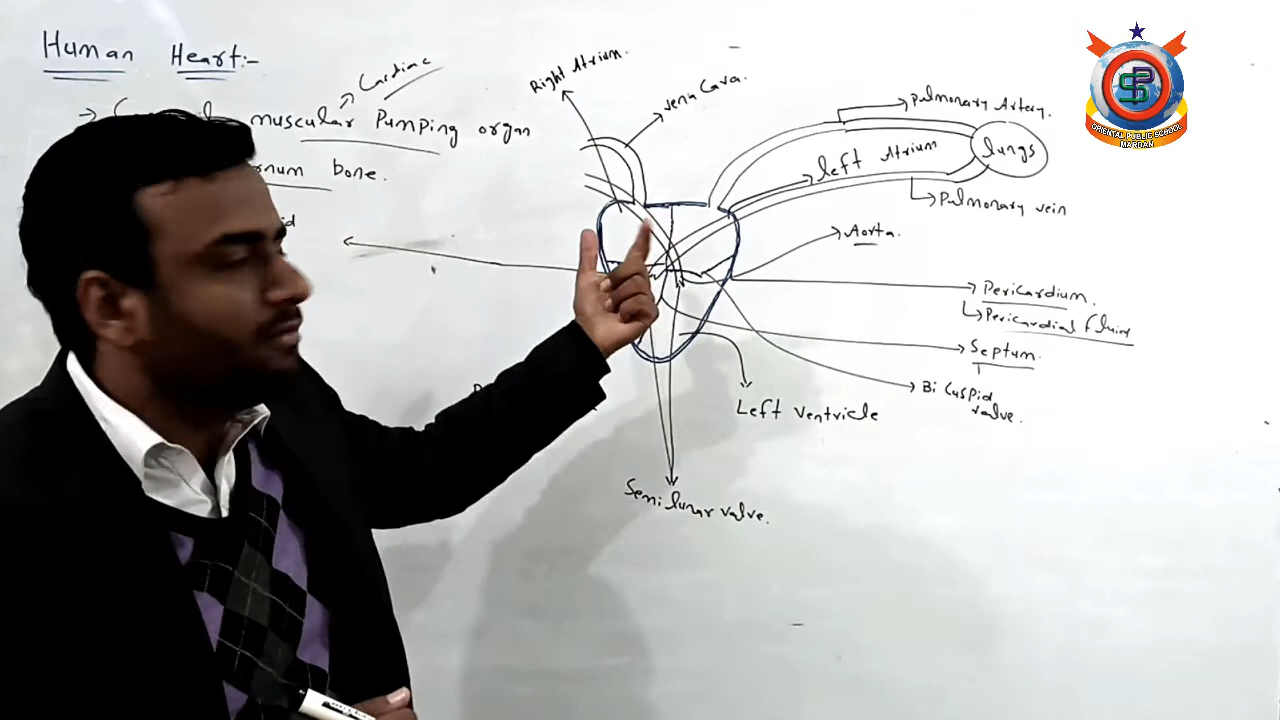 Human Heart:-
Cardiac
muscular Pumping organ
bone.
Right Atrium.
vena Cava.
Pulmonary Artery.
lungs
left Atrium
Pulmonary vein
Aorta.
Pericardium.
Pericardial fluid
Septum.
Bi Cuspid
valve.
Left ventricle
Semi lunar valve.
SP
ORIENTAL PUBLIC SCHOOL
MARDAN